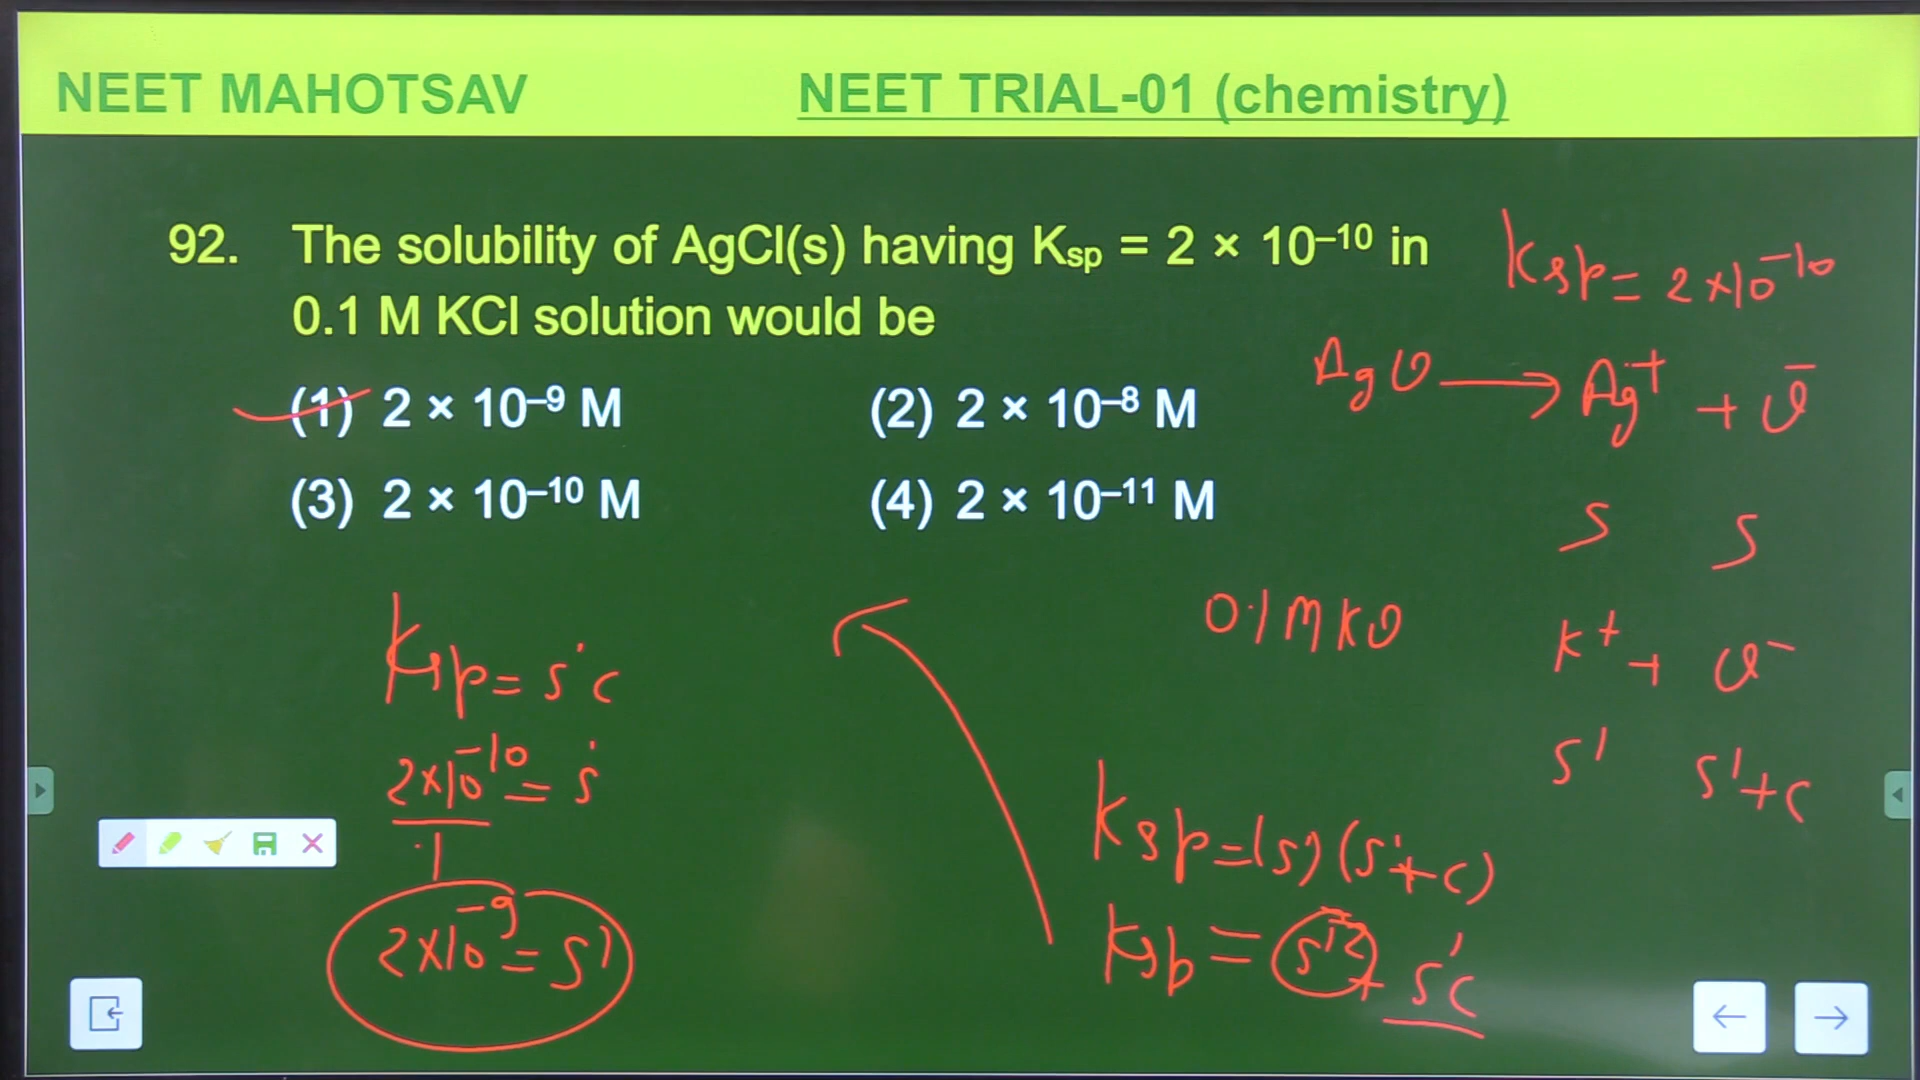 NEET MAHOTSAV
NEET TRIAL-01 (chemistry)
92. The solubility of AgCl(s) having Ksp = 2 × 10⁻¹⁰ in
0.1 M KCl solution would be
(1) 2 × 10⁻⁹ M
(2) 2 × 10⁻⁸ M
(3) 2 × 10⁻¹⁰ M
(4) 2 × 10⁻¹¹ M
Ksp = 2×10⁻¹⁰
AgCl → Ag⁺ + Cl⁻
S S
0.1 M KCl
K⁺ + Cl⁻
S' S'+C
Ksp = (S')(S'+C)
Ksp = S'² + S'C
Ksp = S'C
2×10⁻¹⁰ = S'
.1
2×10⁻⁹ = S'